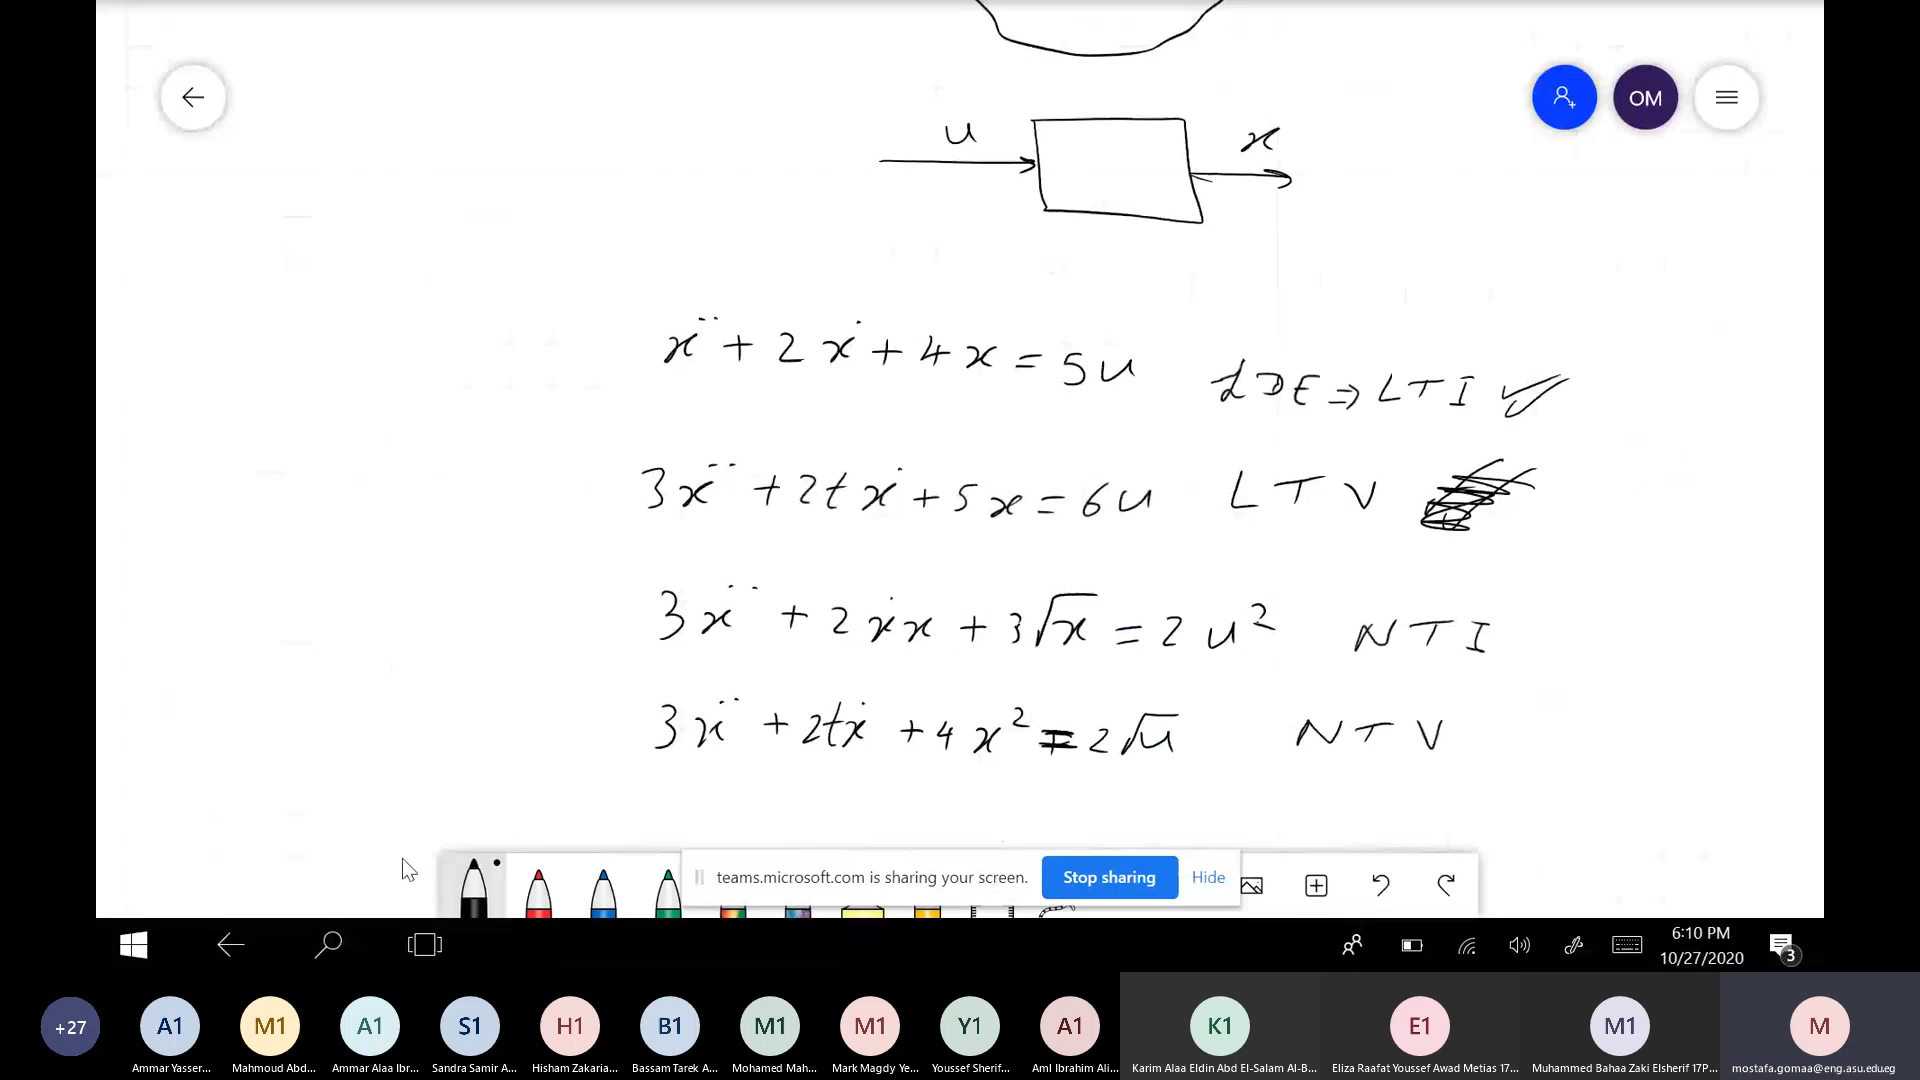 OM
u
x
ẍ + 2ẋ + 4x = 5u LDE ⇒ LTI
3ẍ + 2tẋ + 5x = 6u LTV
3ẍ + 2ẋx + 3√x = 2u² NTI
3ẍ + 2tẋ + 4x² = 2√u NTV
teams.microsoft.com is sharing your screen. Stop sharing Hide
6:10 PM
10/27/2020
3
+27 A1 M1 A1 S1 H1 B1 M1 M1 Y1 A1 K1 E1 M1 M
Ammar Yasser... Mahmoud Abd... Ammar Alaa Ibr... Sandra Samir A... Hisham Zakaria... Bassam Tarek A... Mohamed Mah... Mark Magdy Ye... Youssef Sherif... Aml Ibrahim Ali... Karim Alaa Eldin Abd El-Salam Al-B... Eliza Raafat Youssef Awad Metias 17... Muhammed Bahaa Zaki Elsherif 17P... mostafa.gomaa@eng.asu.edu.eg